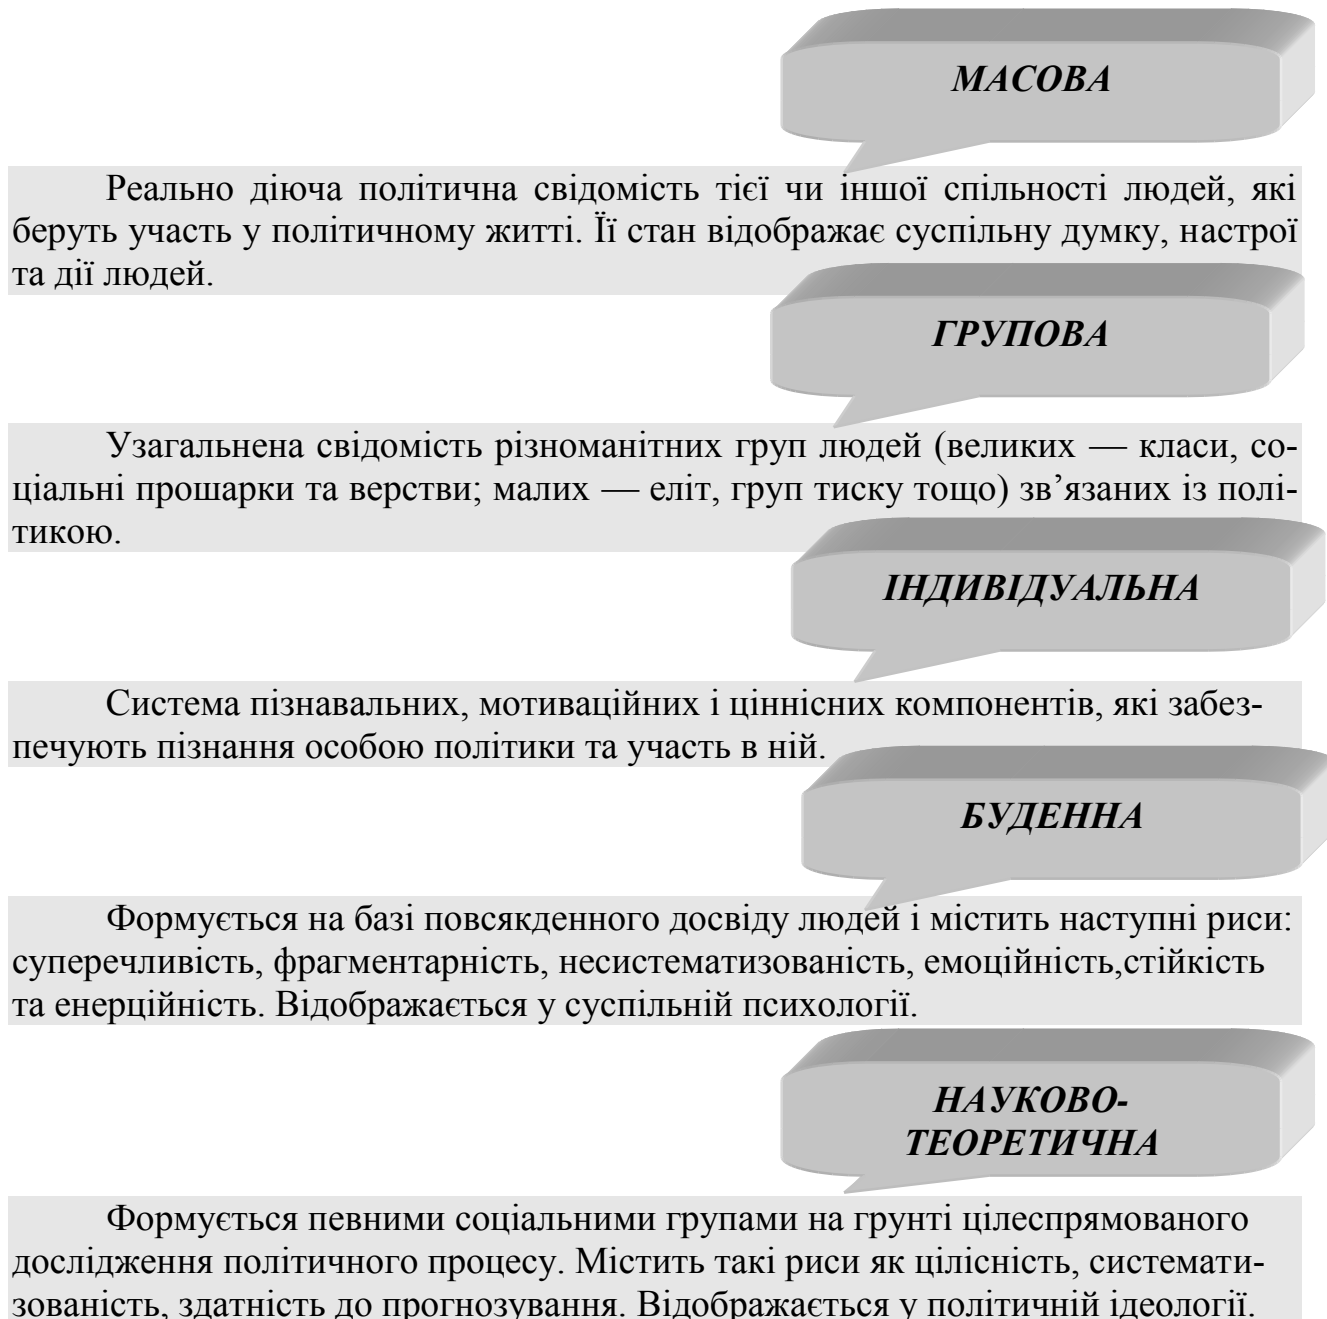 МАСОВА
Реально діюча політична свідомість тієї чи іншої спільності людей, які
беруть участь у політичному житті. Її стан відображає суспільну думку, настрої
та дії людей.
ГРУПОВА
Узагальнена свідомість різноманітних груп людей (великих — класи, со-
ціальні прошарки та верстви; малих — еліт, груп тиску тощо) зв’язаних із полі-
тикою.
ІНДИВІДУАЛЬНА
Система пізнавальних, мотиваційних і ціннісних компонентів, які забез-
печують пізнання особою політики та участь в ній.
БУДЕННА
Формується на базі повсякденного досвіду людей і містить наступні риси:
суперечливість, фрагментарність, несистематизованість, емоційність,стійкість
та енерційність. Відображається у суспільній психології.
НАУКОВО-
ТЕОРЕТИЧНА
Формується певними соціальними групами на грунті цілеспрямованого
дослідження політичного процесу. Містить такі риси як цілісність, системати-
зованість, здатність до прогнозування. Відображається у політичній ідеології.